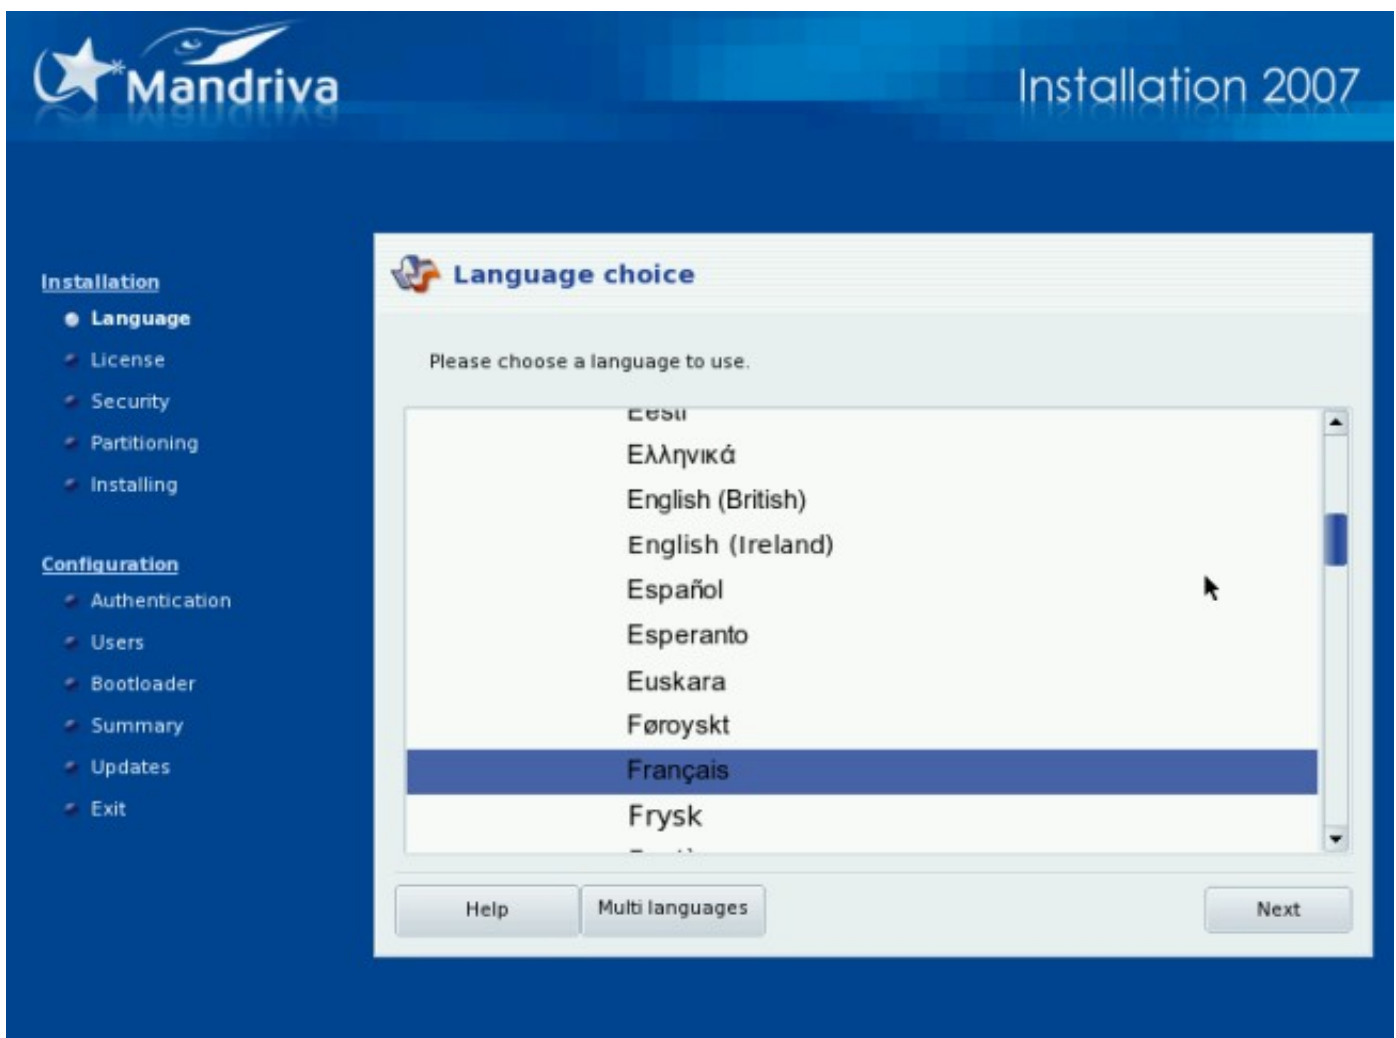 Mandriva
Installation 2007
Installation
Language
License
Security
Partitioning
Installing
Configuration
Authentication
Users
Bootloader
Summary
Updates
Exit
Language choice
Please choose a language to use.
Eesti
Ελληνικά
English (British)
English (Ireland)
Español
Esperanto
Euskara
Føroyskt
Français
Frysk
Help
Multi languages
Next